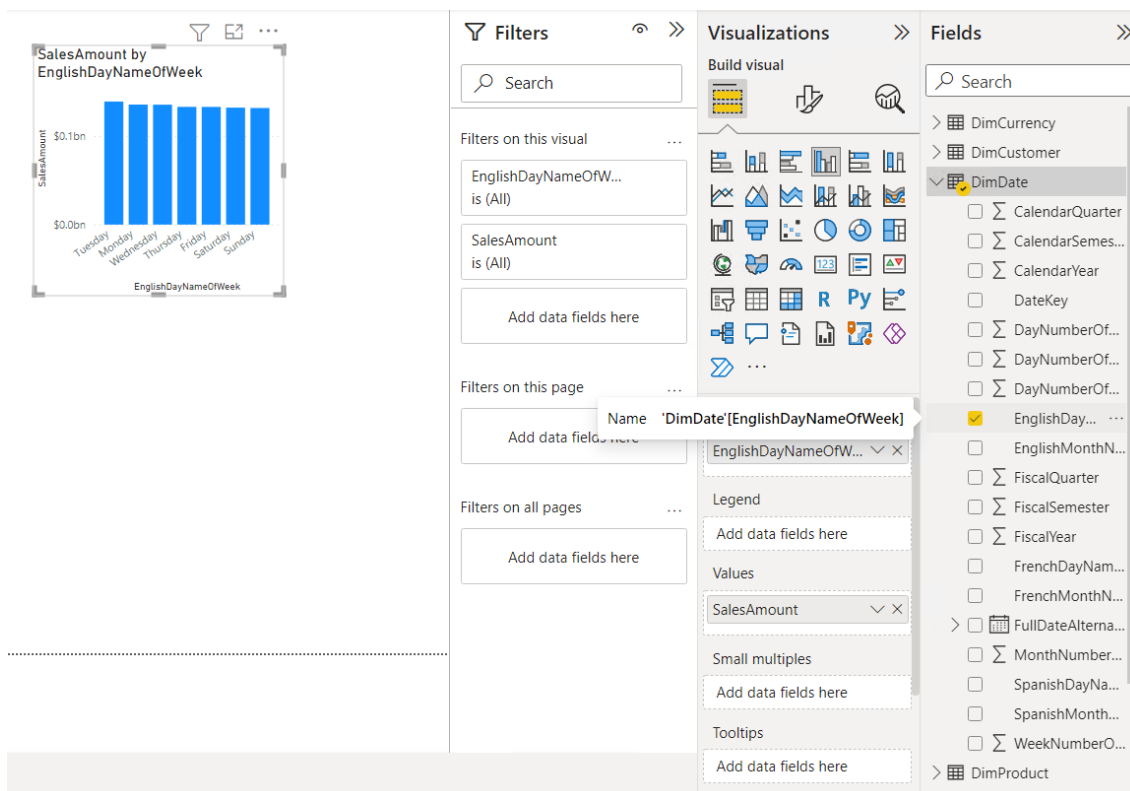 SalesAmount by
EnglishDayNameOfWeek
SalesAmount
$0.1bn
$0.0bn
Tuesday
Monday
Wednesday
Thursday
Friday
Saturday
Sunday
EnglishDayNameOfWeek
Filters
Search
Filters on this visual
...
EnglishDayNameOfW...
is (All)
SalesAmount
is (All)
Add data fields here
Filters on this page
...
Add data fields here
Filters on all pages
...
Add data fields here
Visualizations
Build visual
123
R
Py
...
Name 'DimDate'[EnglishDayNameOfWeek]
EnglishDayNameOfW...
Legend
Add data fields here
Values
SalesAmount
Small multiples
Add data fields here
Tooltips
Add data fields here
Fields
Search
DimCurrency
DimCustomer
DimDate
CalendarQuarter
CalendarSemes...
CalendarYear
DateKey
DayNumberOf...
DayNumberOf...
DayNumberOf...
EnglishDay... ...
EnglishMonthN...
FiscalQuarter
FiscalSemester
FiscalYear
FrenchDayNam...
FrenchMonthN...
FullDateAlterna...
MonthNumber...
SpanishDayNa...
SpanishMonth...
WeekNumberO...
DimProduct